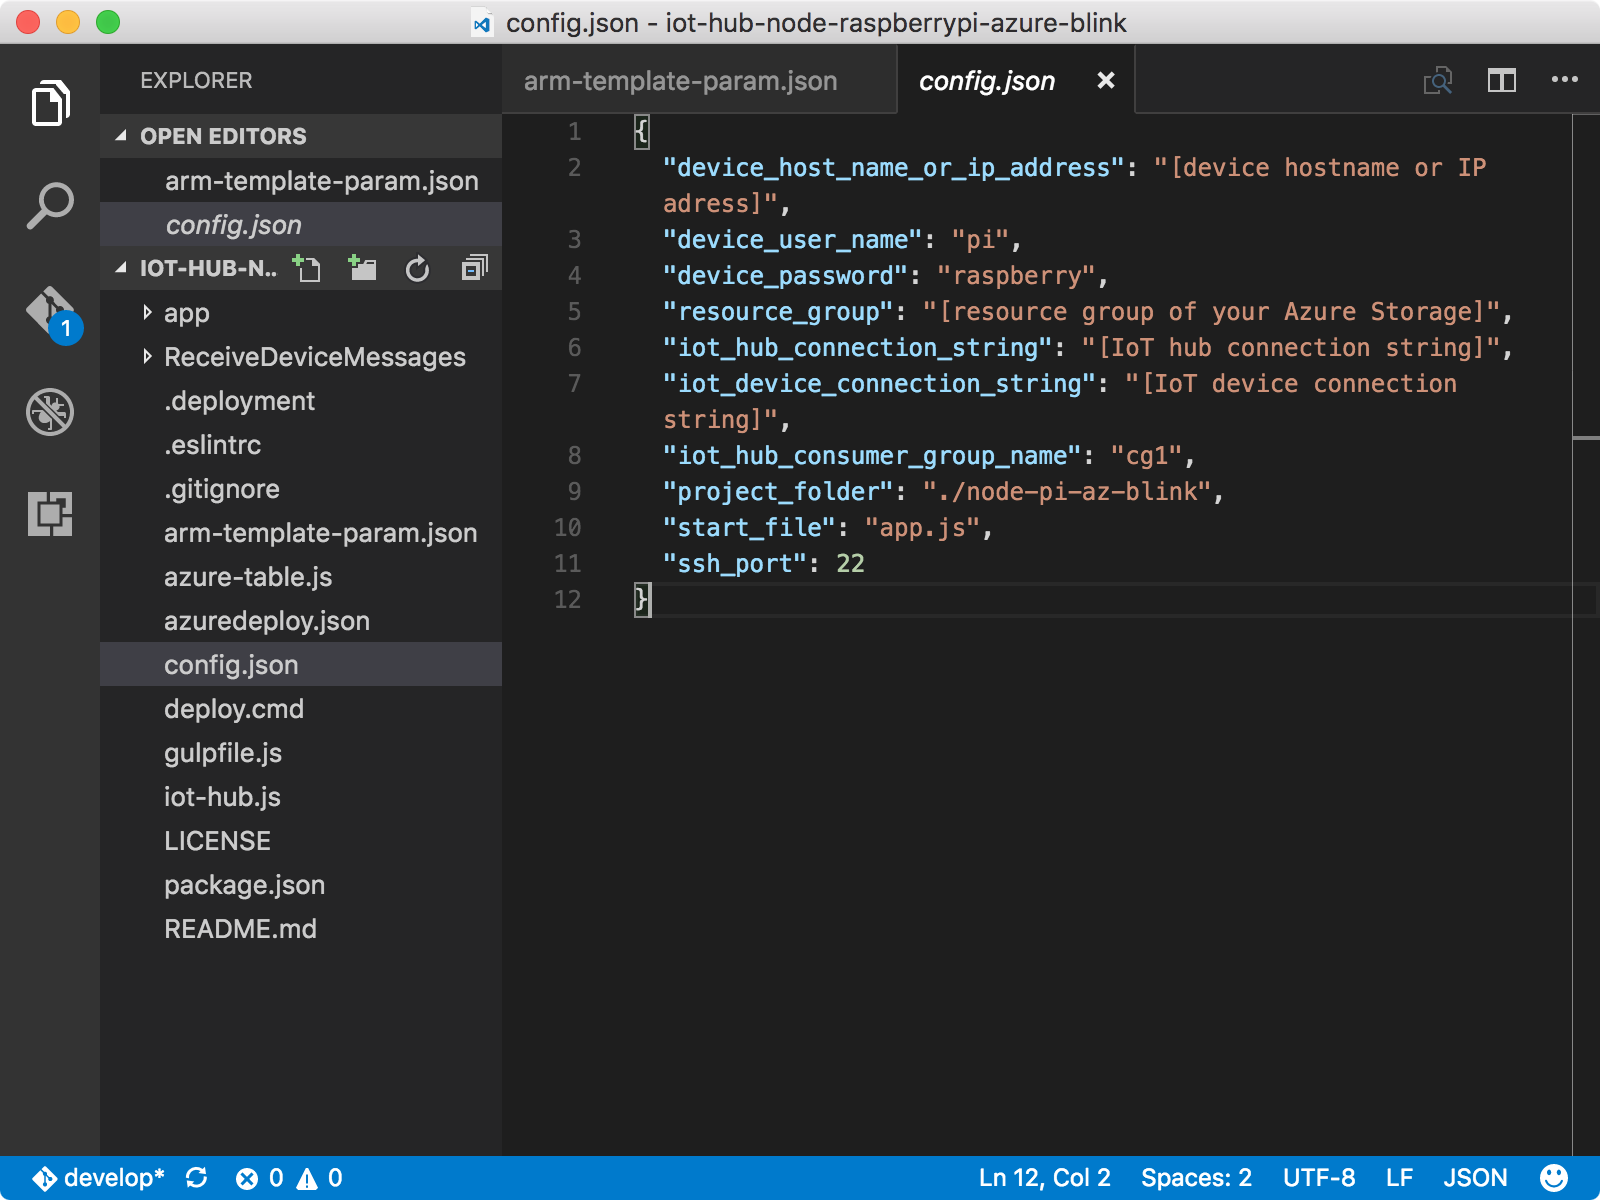 config.json - iot-hub-node-raspberrypi-azure-blink
EXPLORER
OPEN EDITORS
arm-template-param.json
config.json
IOT-HUB-N..
app
ReceiveDeviceMessages
.deployment
.eslintrc
.gitignore
arm-template-param.json
azure-table.js
azuredeploy.json
config.json
deploy.cmd
gulpfile.js
iot-hub.js
LICENSE
package.json
README.md
1
arm-template-param.json
config.json
1 {
2 "device_host_name_or_ip_address": "[device hostname or IP
adress]",
3 "device_user_name": "pi",
4 "device_password": "raspberry",
5 "resource_group": "[resource group of your Azure Storage]",
6 "iot_hub_connection_string": "[IoT hub connection string]",
7 "iot_device_connection_string": "[IoT device connection
string]",
8 "iot_hub_consumer_group_name": "cg1",
9 "project_folder": "./node-pi-az-blink",
10 "start_file": "app.js",
11 "ssh_port": 22
12 }
develop* 0 0 Ln 12, Col 2 Spaces: 2 UTF-8 LF JSON